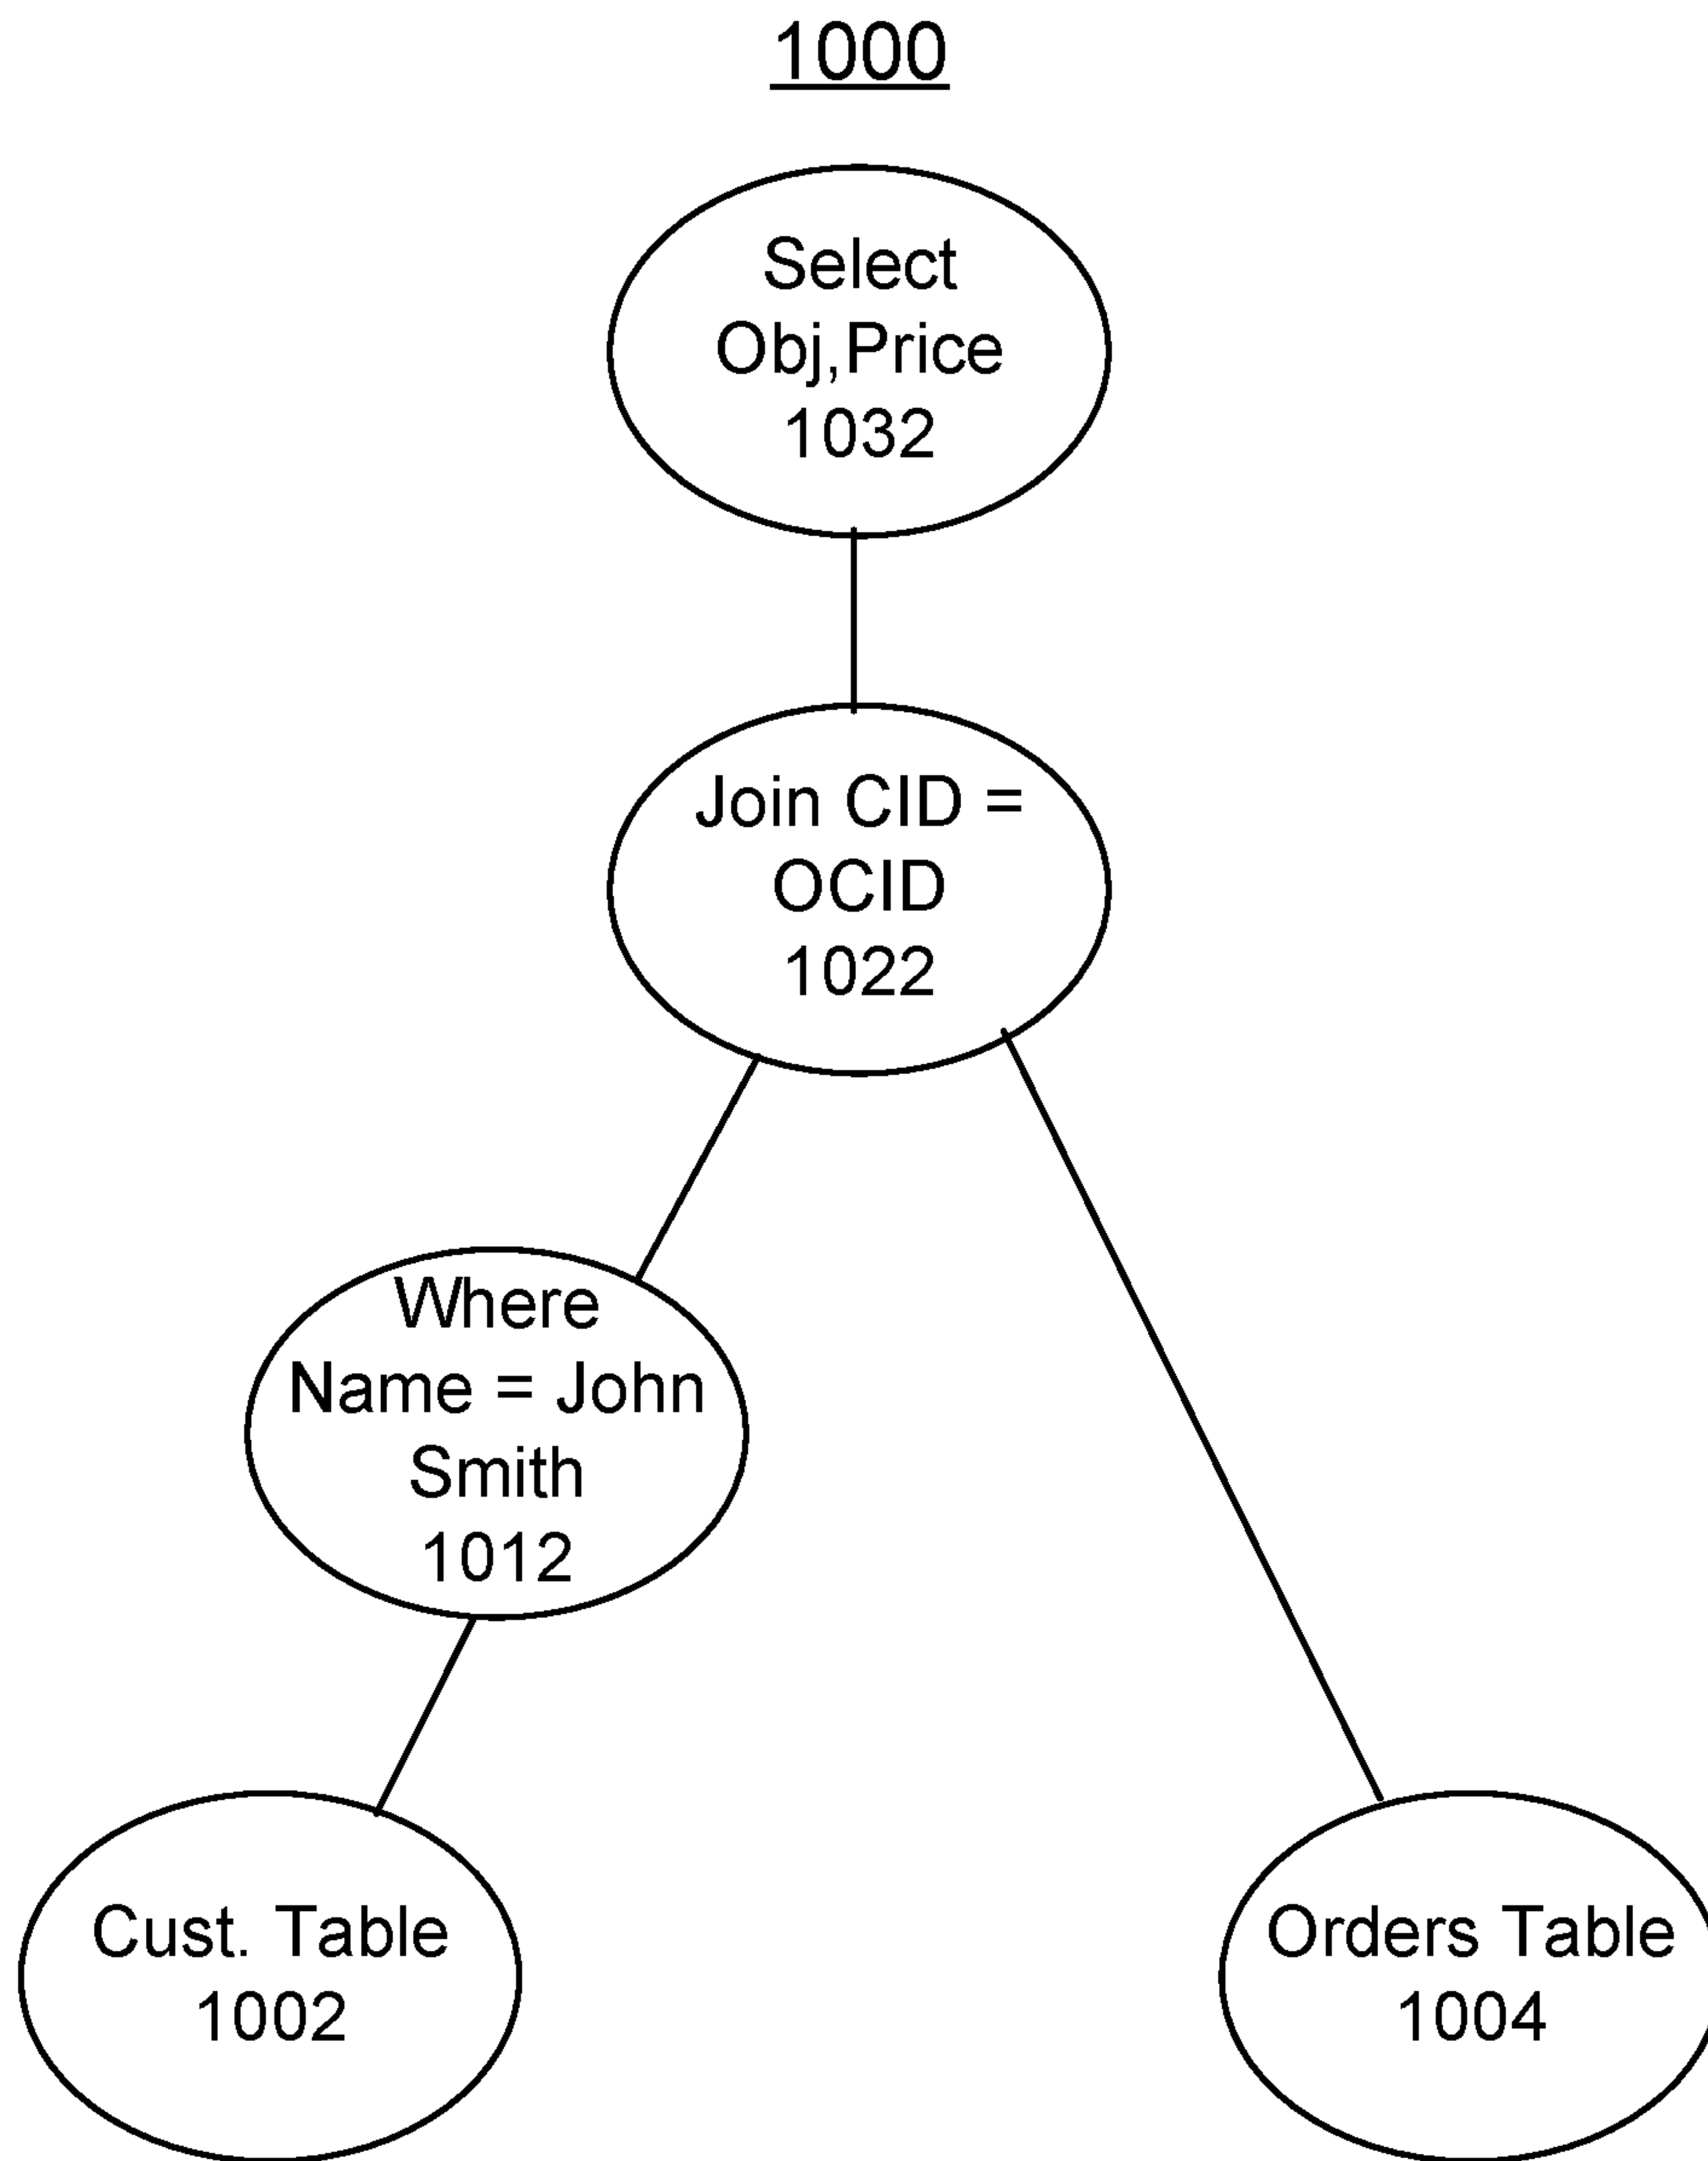 1000
Select
Obj,Price
1032
Join CID =
OCID
1022
Where
Name = John
Smith
1012
Cust. Table
1002
Orders Table
1004